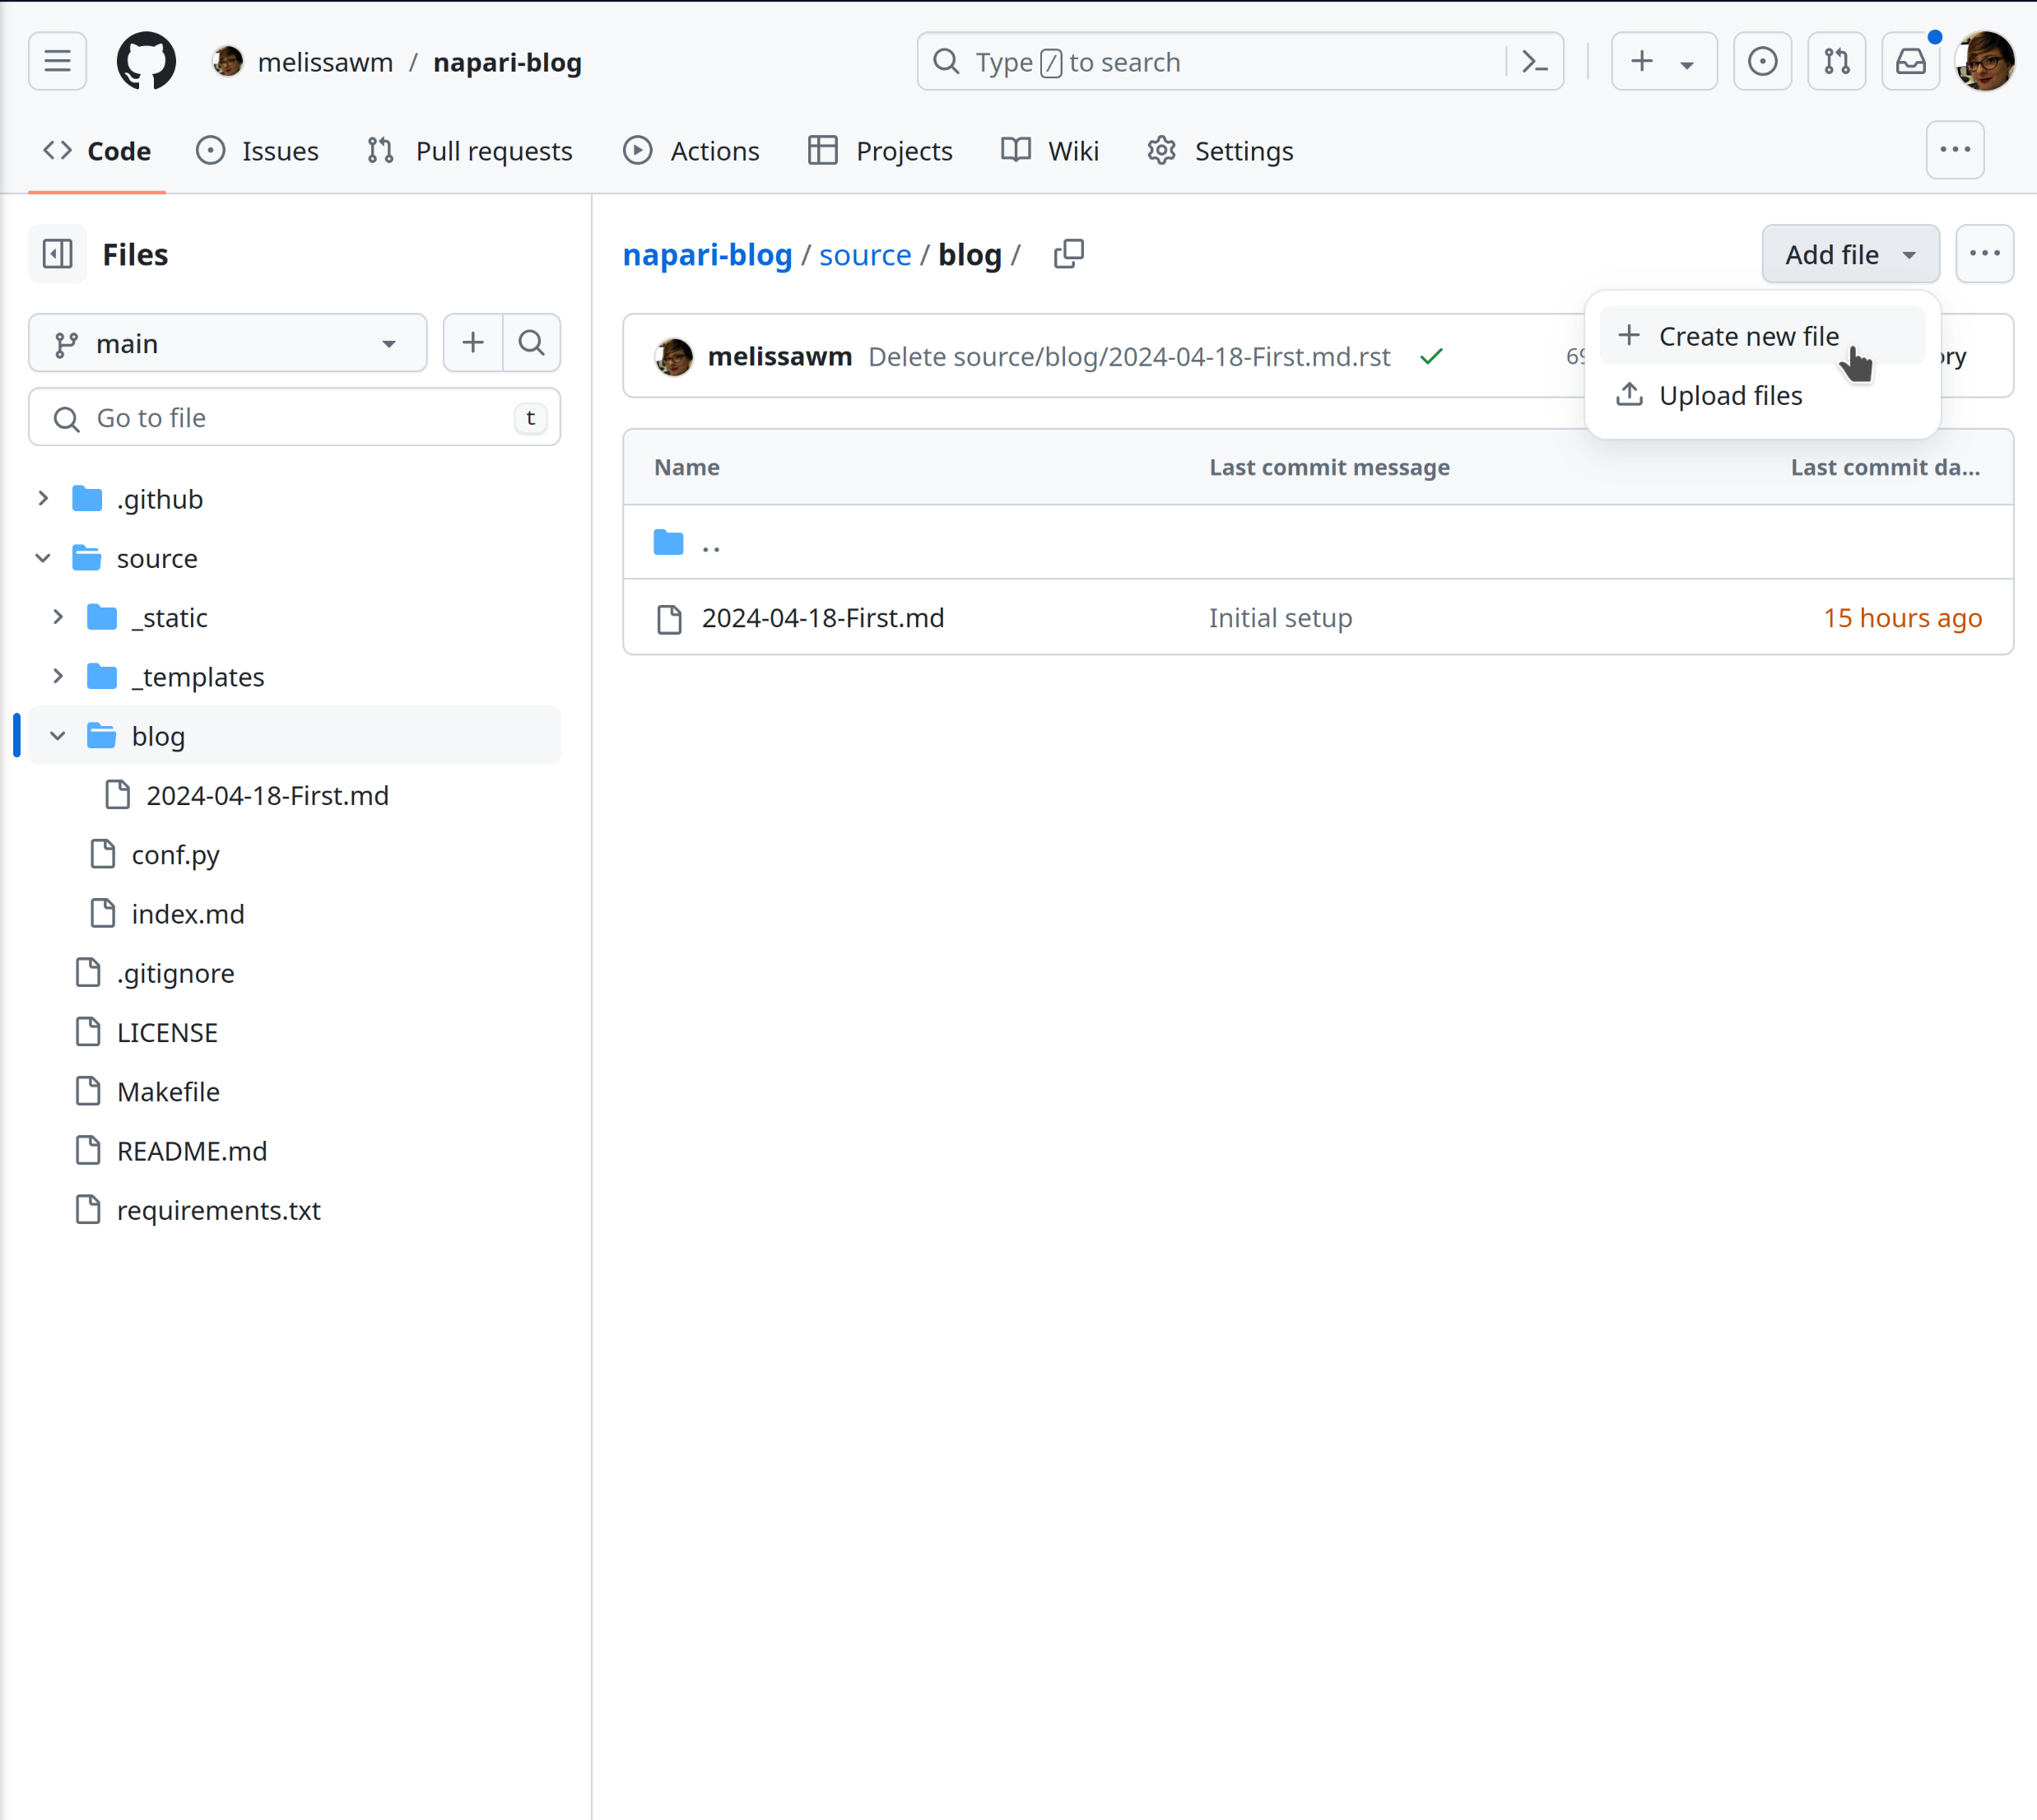 melissawm / napari-blog
Type / to search
Code Issues Pull requests Actions Projects Wiki Settings
Files
main
Go to file t
.github
source
_static
_templates
blog
2024-04-18-First.md
conf.py
index.md
.gitignore
LICENSE
Makefile
README.md
requirements.txt
napari-blog / source / blog /
Add file
Create new file
Upload files
melissawm Delete source/blog/2024-04-18-First.md.rst
Name Last commit message Last commit da...
..
2024-04-18-First.md Initial setup 15 hours ago